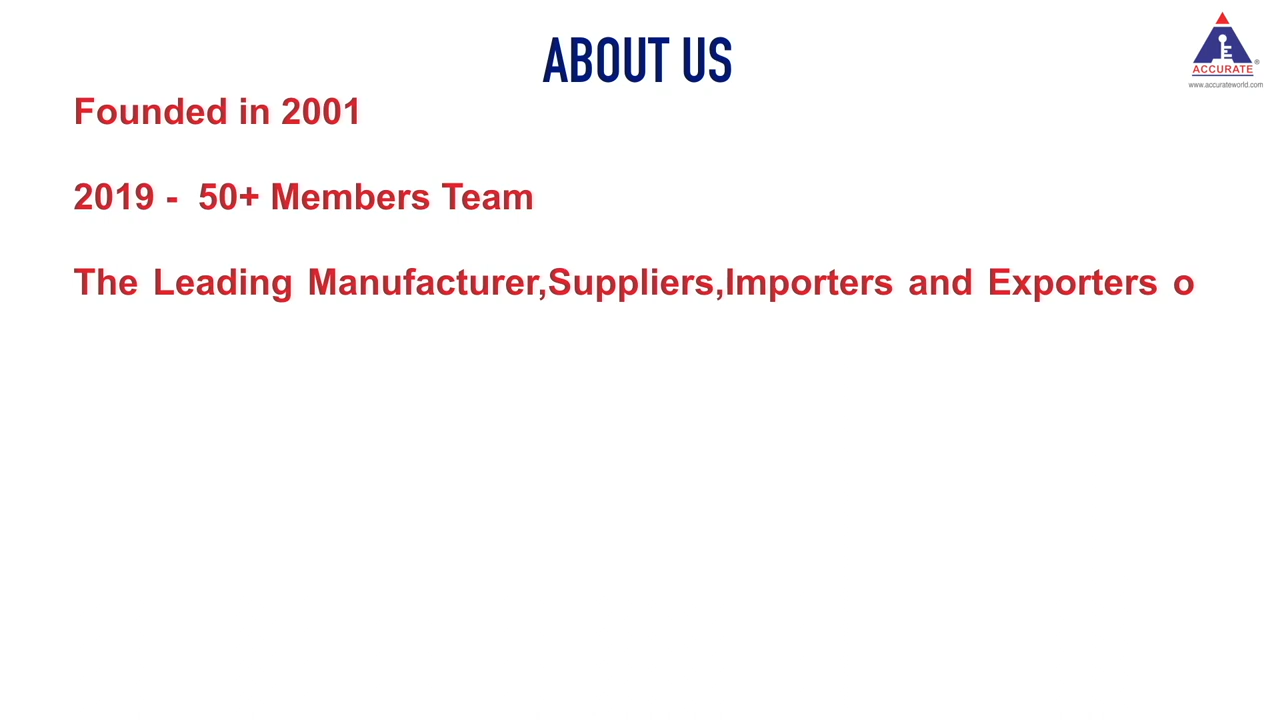 ABOUT US
ACCURATE
®
www.accurateworld.com
Founded in 2001
2019 -  50+ Members Team
The Leading Manufacturer,Suppliers,Importers and Exporters o